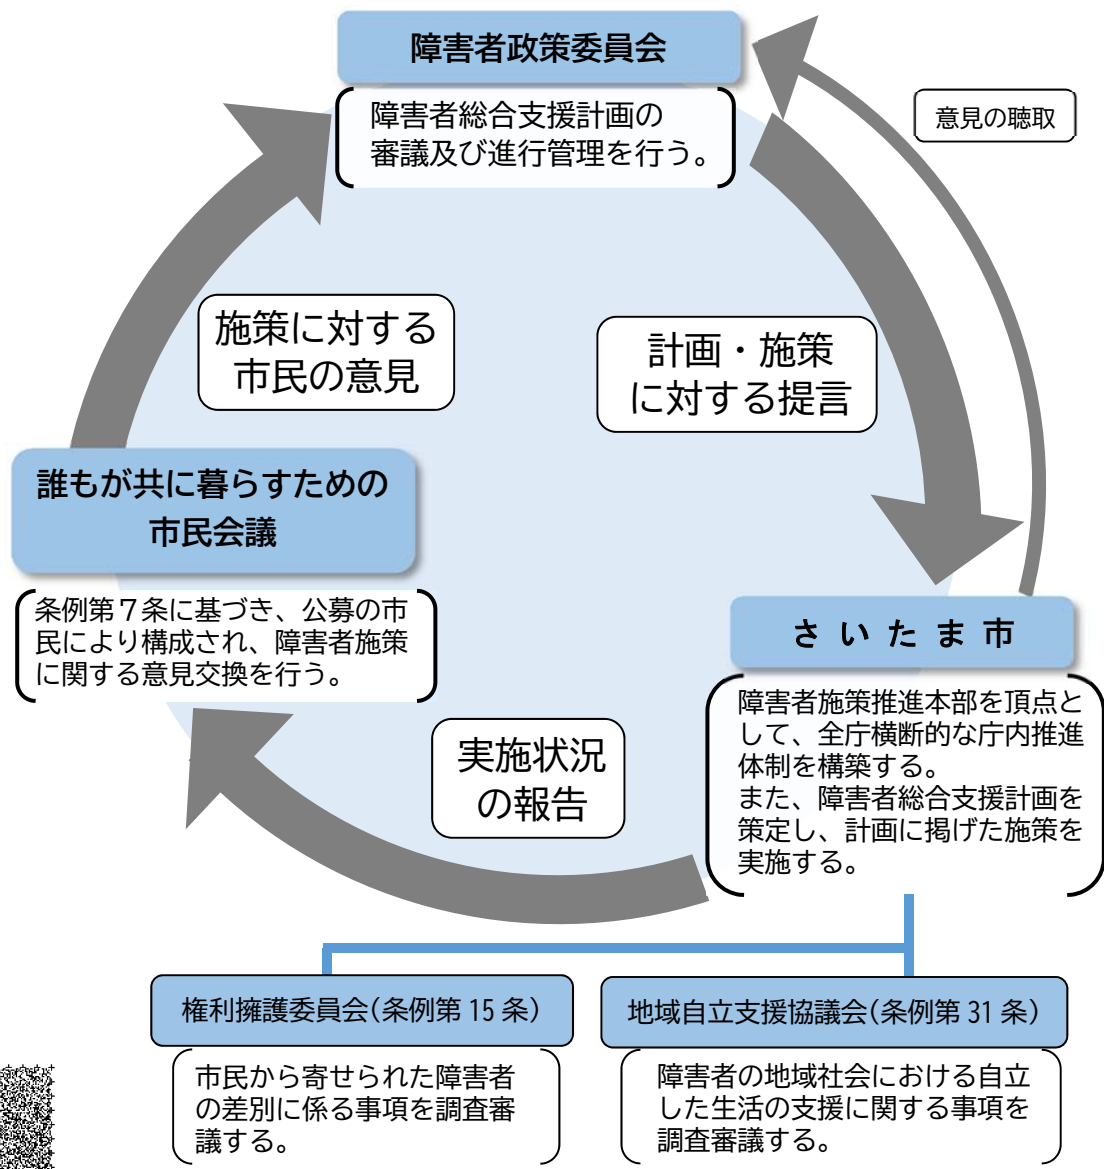 障害者政策委員会
障害者総合支援計画の
審議及び進行管理を行う。
意見の聴取
施策に対する
市民の意見
計画・施策
に対する提言
誰もが共に暮らすための
市民会議
条例第７条に基づき、公募の市
民により構成され、障害者施策
に関する意見交換を行う。
さいたま市
障害者施策推進本部を頂点と
して、全庁横断的な庁内推進
体制を構築する。
また、障害者総合支援計画を
策定し、計画に掲げた施策を
実施する。
実施状況
の報告
権利擁護委員会(条例第 15 条)
市民から寄せられた障害者
の差別に係る事項を調査審
議する。
地域自立支援協議会(条例第 31 条)
障害者の地域社会における自立
した生活の支援に関する事項を
調査審議する。